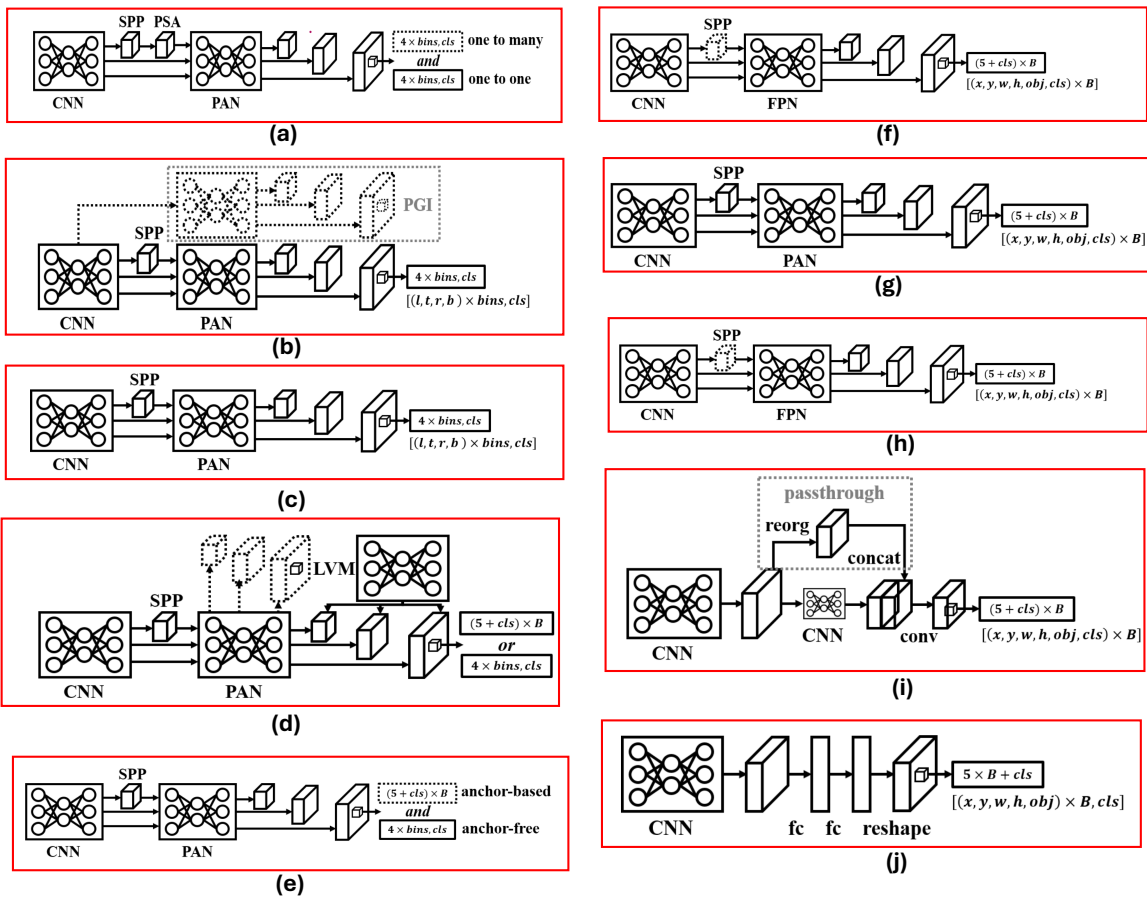 SPP PSA
4 × bins, cls one to many
and
4 × bins, cls one to one
CNN PAN
(a)
PGI
SPP
4 × bins, cls
[(l, t, r, b ) × bins, cls]
CNN PAN
(b)
SPP
4 × bins, cls
[(l, t, r, b ) × bins, cls]
CNN PAN
(c)
LVM
SPP
(5 + cls) × B
or
4 × bins, cls
CNN PAN
(d)
SPP
(5 + cls) × B anchor-based
and
4 × bins, cls anchor-free
CNN PAN
(e)
SPP
(5 + cls) × B
[(x, y, w, h, obj, cls) × B]
CNN FPN
(f)
SPP
(5 + cls) × B
[(x, y, w, h, obj, cls) × B]
CNN PAN
(g)
SPP
(5 + cls) × B
[(x, y, w, h, obj, cls) × B]
CNN FPN
(h)
passthrough
reorg
concat
(5 + cls) × B
[(x, y, w, h, obj, cls) × B]
CNN conv
CNN
(i)
5 × B + cls
[(x, y, w, h, obj) × B, cls]
CNN fc fc reshape
(j)